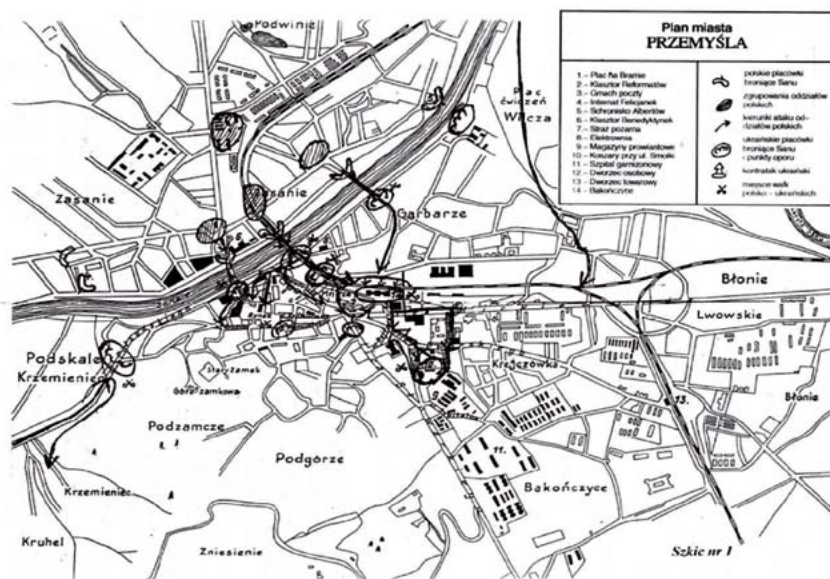 Plan miasta
PRZEMYŚLA
1 – Plac Na Bramie
2 – Klasztor Reformatów
3 – Gmach poczty
4 – Internat Felicjanek
5 – Schronisko Albertów
6 – Klasztor Benedyktynek
7 – Straż pożarna
8 – Elektrownia
9 – Magazyny prowiantowe
10 – Koszary przy ul. Smolki
11 – Szpital garnizonowy
12 – Dworzec osobowy
13 – Dworzec towarowy
14 – Bakończyce
polskie placówki
broniące Sanu
zgrupowania oddziałów
polskich
kierunki ataku od-
działów polskich
ukraińskie placówki
broniące Sanu
i punkty oporu
kontratak ukraiński
miejsce walk
polsko - ukraińskich
Podwinie
Plac
ćwiczeń
Wilcza
Zasanie
Zasanie
Garbarze
Błonie
Lwowskie
Podskale
Krzemieniec
Stary Zamek
Góra Zamkowa
Krejczówka
Błonie
13.
Podzamcze
Podgórze
11.
Bakończyce
Krzemieniec
Kruhel
Zniesienie
Szkic nr 1